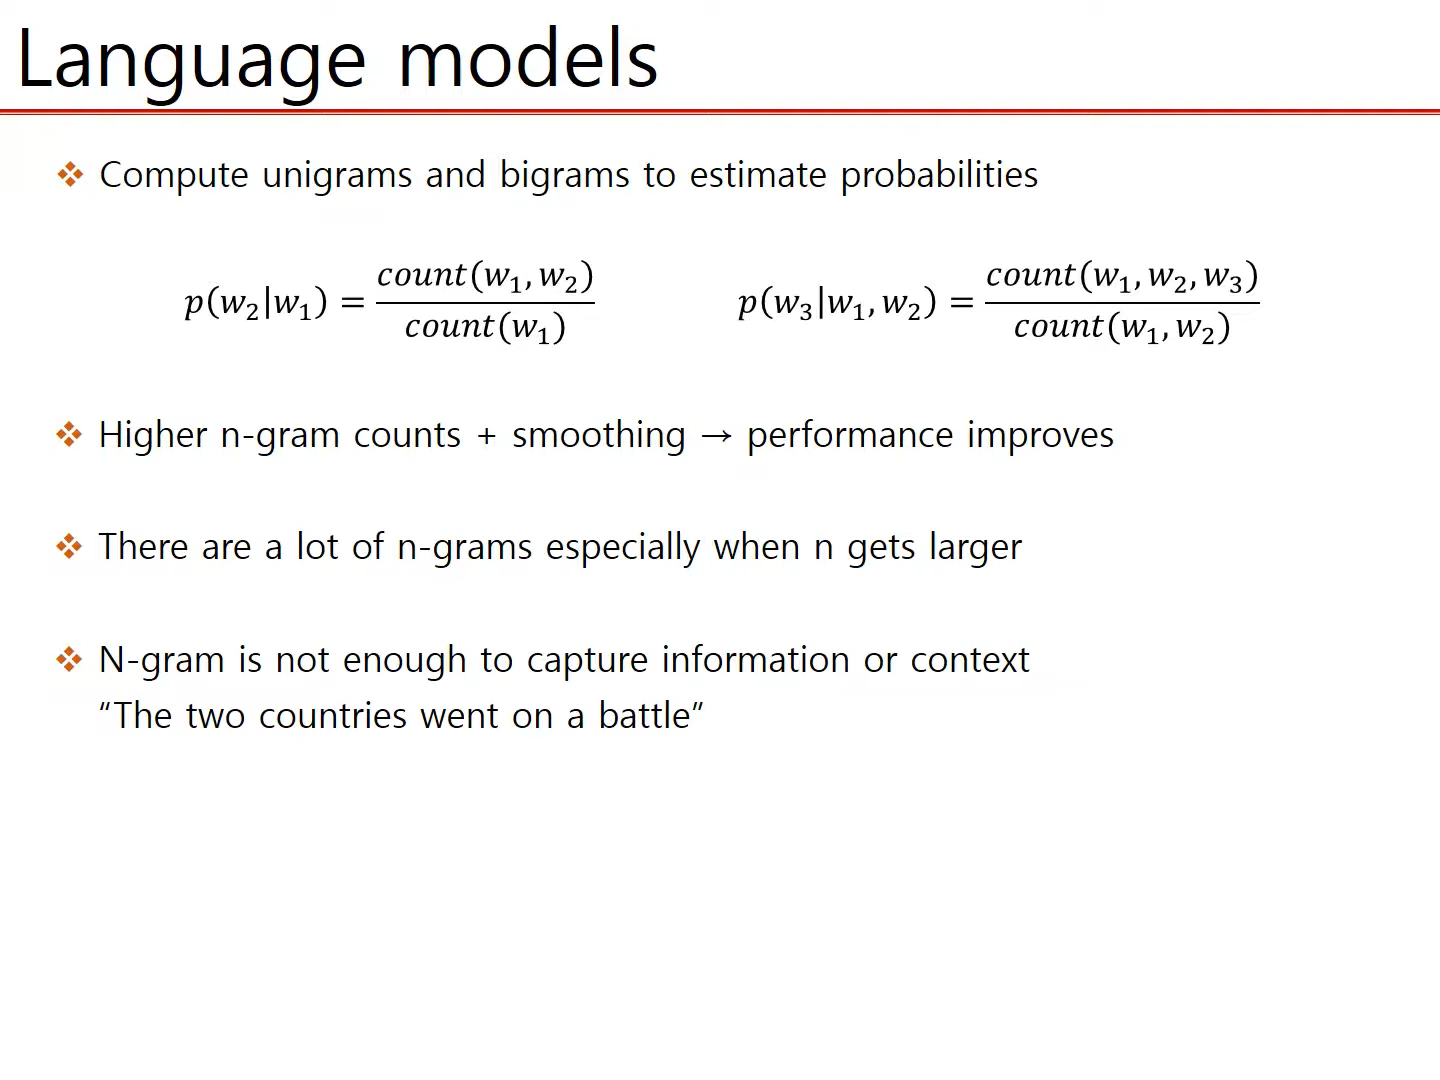 Language models
❖ Compute unigrams and bigrams to estimate probabilities
p(w₂|w₁) = count(w₁, w₂) / count(w₁)    p(w₃|w₁, w₂) = count(w₁, w₂, w₃) / count(w₁, w₂)
❖ Higher n-gram counts + smoothing → performance improves
❖ There are a lot of n-grams especially when n gets larger
❖ N-gram is not enough to capture information or context
“The two countries went on a battle”